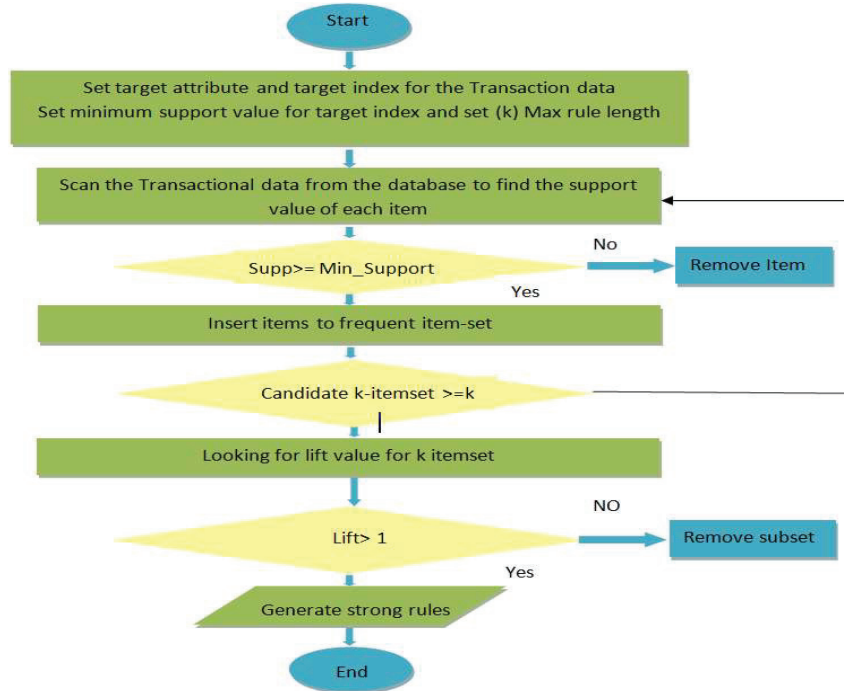 Start
Set target attribute and target index for the Transaction data
Set minimum support value for target index and set (k) Max rule length
Scan the Transactional data from the database to find the support
value of each item
Supp>= Min_Support
No
Remove Item
Yes
Insert items to frequent item-set
Candidate k-itemset >=k
Looking for lift value for k itemset
Lift> 1
NO
Remove subset
Yes
Generate strong rules
End